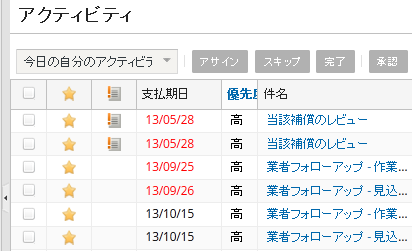 アクティビティ
今日の自分のアクティビラ アサイン スキップ 完了 承認
支払期日 優先度 件名
13/05/28 高 当該補償のレビュー
13/05/28 高 当該補償のレビュー
13/09/25 高 業者フォローアップ - 作業...
13/09/26 高 業者フォローアップ - 見込...
13/10/15 高 業者フォローアップ - 作業...
13/10/15 高 業者フォローアップ - 見込...